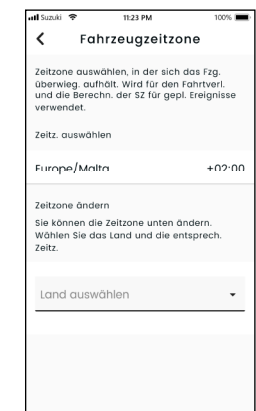 Suzuki 11:23 PM 100%
Fahrzeugzeitzone
Zeitzone auswählen, in der sich das Fzg.
überwieg. aufhält. Wird für den Fahrtverl.
und die Berechn. der SZ für gepl. Ereignisse
verwendet.
Zeitz. auswählen
Europe/Malta +02:00
Zeitzone ändern
Sie können die Zeitzone unten ändern.
Wählen Sie das Land und die entsprech.
Zeitz.
Land auswählen